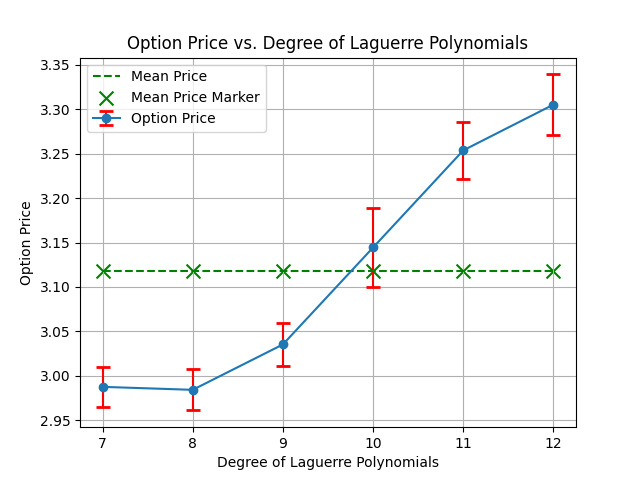 Option Price vs. Degree of Laguerre Polynomials
Mean Price
Mean Price Marker
Option Price
3.35
3.30
3.25
3.20
3.15
3.10
3.05
3.00
2.95
Option Price
7 8 9 10 11 12
Degree of Laguerre Polynomials